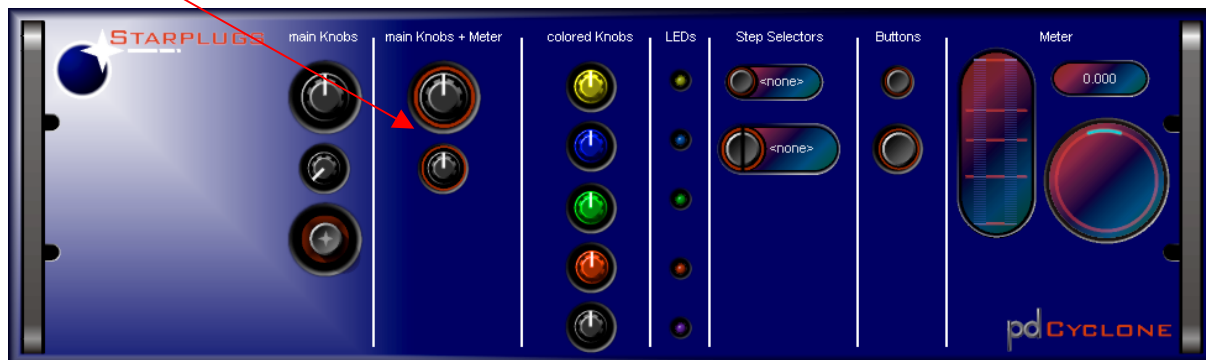 STARPLUGS
main Knobs
main Knobs + Meter
colored Knobs
LEDs
Step Selectors
Buttons
Meter
<none>
0.000
<none>
pd CYCLONE